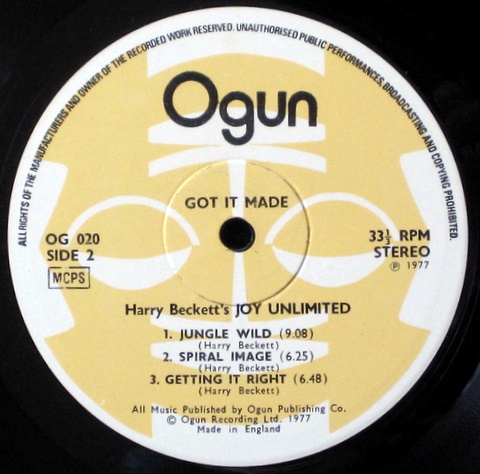 ALL RIGHTS OF THE MANUFACTURERS AND OWNER OF THE RECORDED WORK RESERVED. UNAUTHORISED PUBLIC PERFORMANCES, BROADCASTING AND COPYING PROHIBITED.
Ogun
GOT IT MADE
OG 020
SIDE 2
MCPS
33⅓ RPM
STEREO
℗ 1977
Harry Beckett's JOY UNLIMITED
1. JUNGLE WILD (9.08)
(Harry Beckett)
2. SPIRAL IMAGE (6.25)
(Harry Beckett)
3. GETTING IT RIGHT (6.48)
(Harry Beckett)
All Music Published by Ogun Publishing Co.
© Ogun Recording Ltd. 1977
Made in England